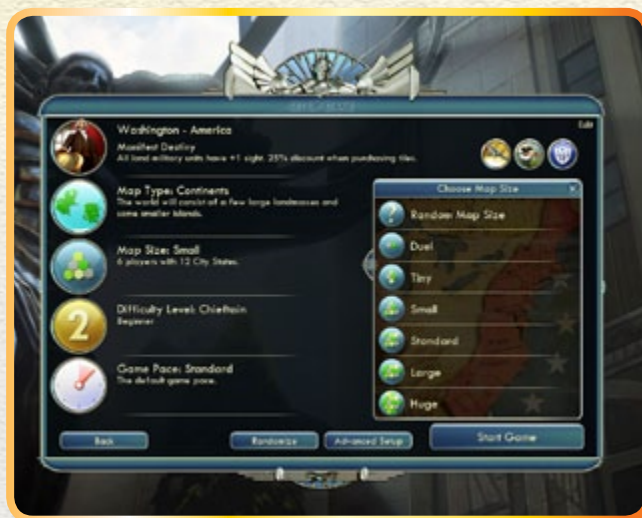 Edit
Washington - America
Manifest Destiny
All land military units have +1 sight. 25% discount when purchasing tiles.
Map Type: Continents
The world will consist of a few large landmasses and
some smaller islands.
Map Size: Small
6 players with 12 City States.
2
Difficulty Level: Chieftain
Beginner
Game Pace: Standard
The default game pace.
Choose Map Size
X
? Random Map Size
Duel
Tiny
Small
Standard
Large
Huge
Back
Randomize
Advanced Setup
Start Game